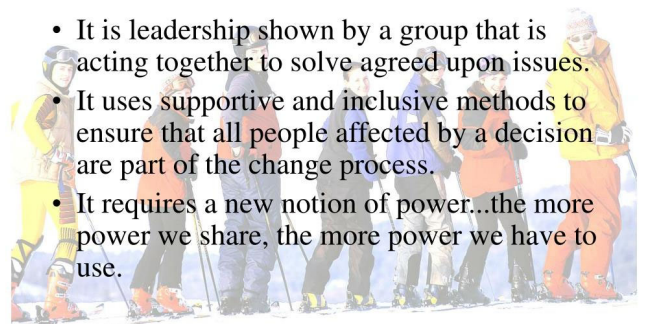 • It is leadership shown by a group that is
acting together to solve agreed upon issues.
• It uses supportive and inclusive methods to
ensure that all people affected by a decision
are part of the change process.
• It requires a new notion of power...the more
power we share, the more power we have to
use.